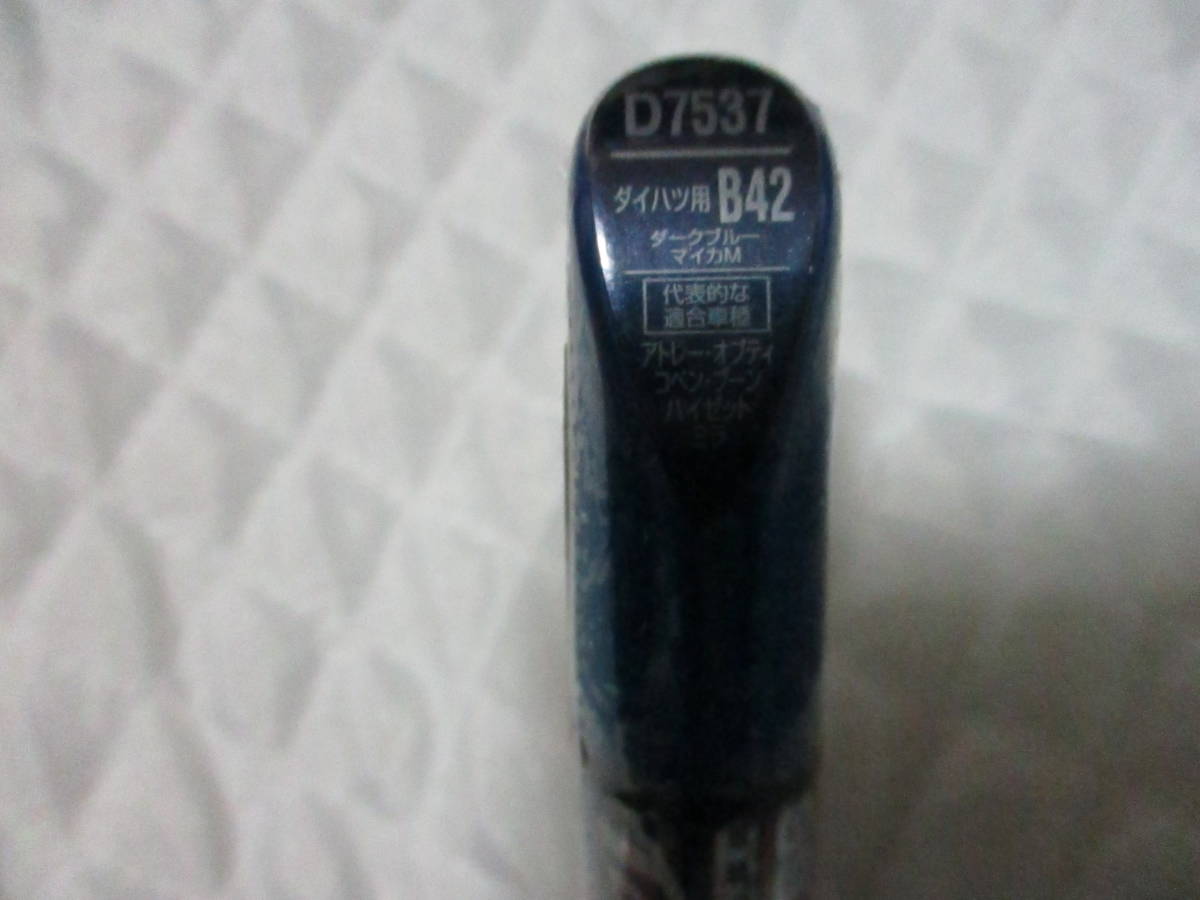 D7537
ダイハツ用 B42
ダークブルー
マイカM
代表的な
適合車種
アトレー・オプティ
コペン・ブーン
ハイゼット
ミラ